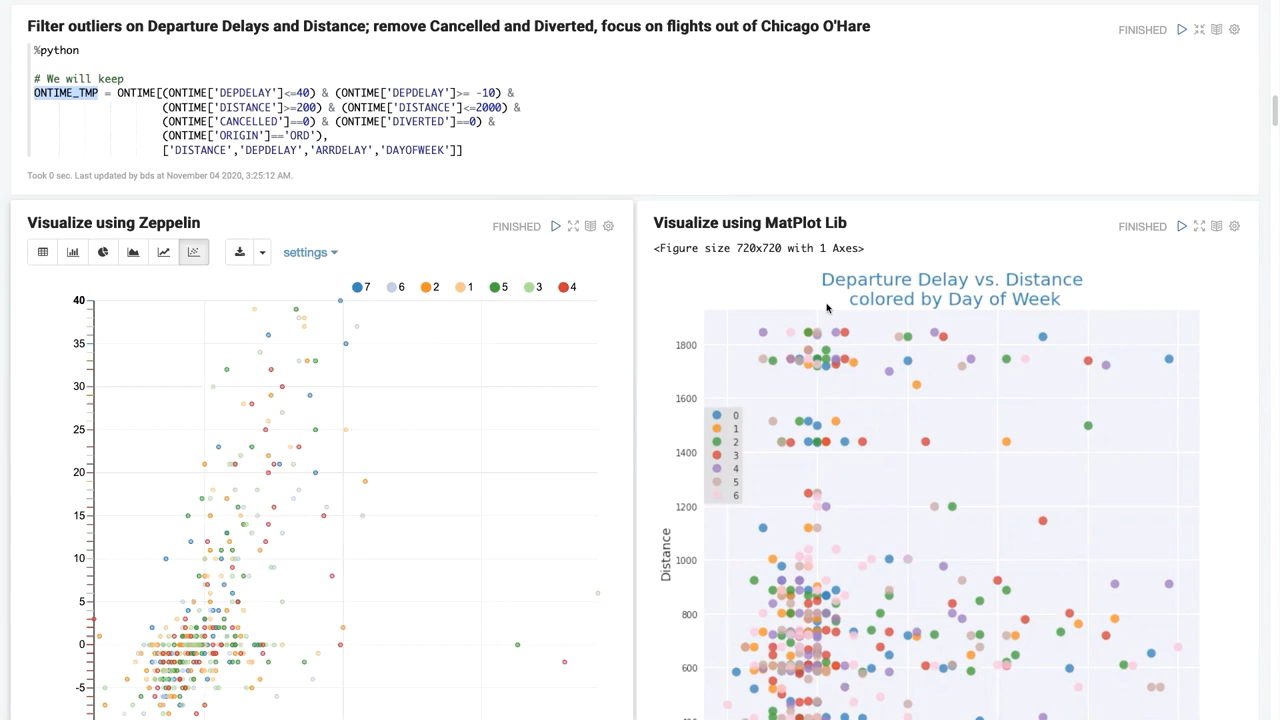 Filter outliers on Departure Delays and Distance; remove Cancelled and Diverted, focus on flights out of Chicago O'Hare
FINISHED
%python
# We will keep
ONTIME_TMP = ONTIME[(ONTIME['DEPDELAY']<=40) & (ONTIME['DEPDELAY']>= -10) &
(ONTIME['DISTANCE']>=200) & (ONTIME['DISTANCE']<=2000) &
(ONTIME['CANCELLED']==0) & (ONTIME['DIVERTED']==0) &
(ONTIME['ORIGIN']=='ORD'),
['DISTANCE','DEPDELAY','ARRDELAY','DAYOFWEEK']]
Took 0 sec. Last updated by bds at November 04 2020, 3:25:12 AM.
Visualize using Zeppelin
FINISHED
settings
7 6 2 1 5 3 4
40
35
30
25
20
15
10
5
0
-5
Visualize using MatPlot Lib
FINISHED
<Figure size 720x720 with 1 Axes>
Departure Delay vs. Distance
colored by Day of Week
1800
1600
1400
1200
1000
800
600
Distance
0
1
2
3
4
5
6